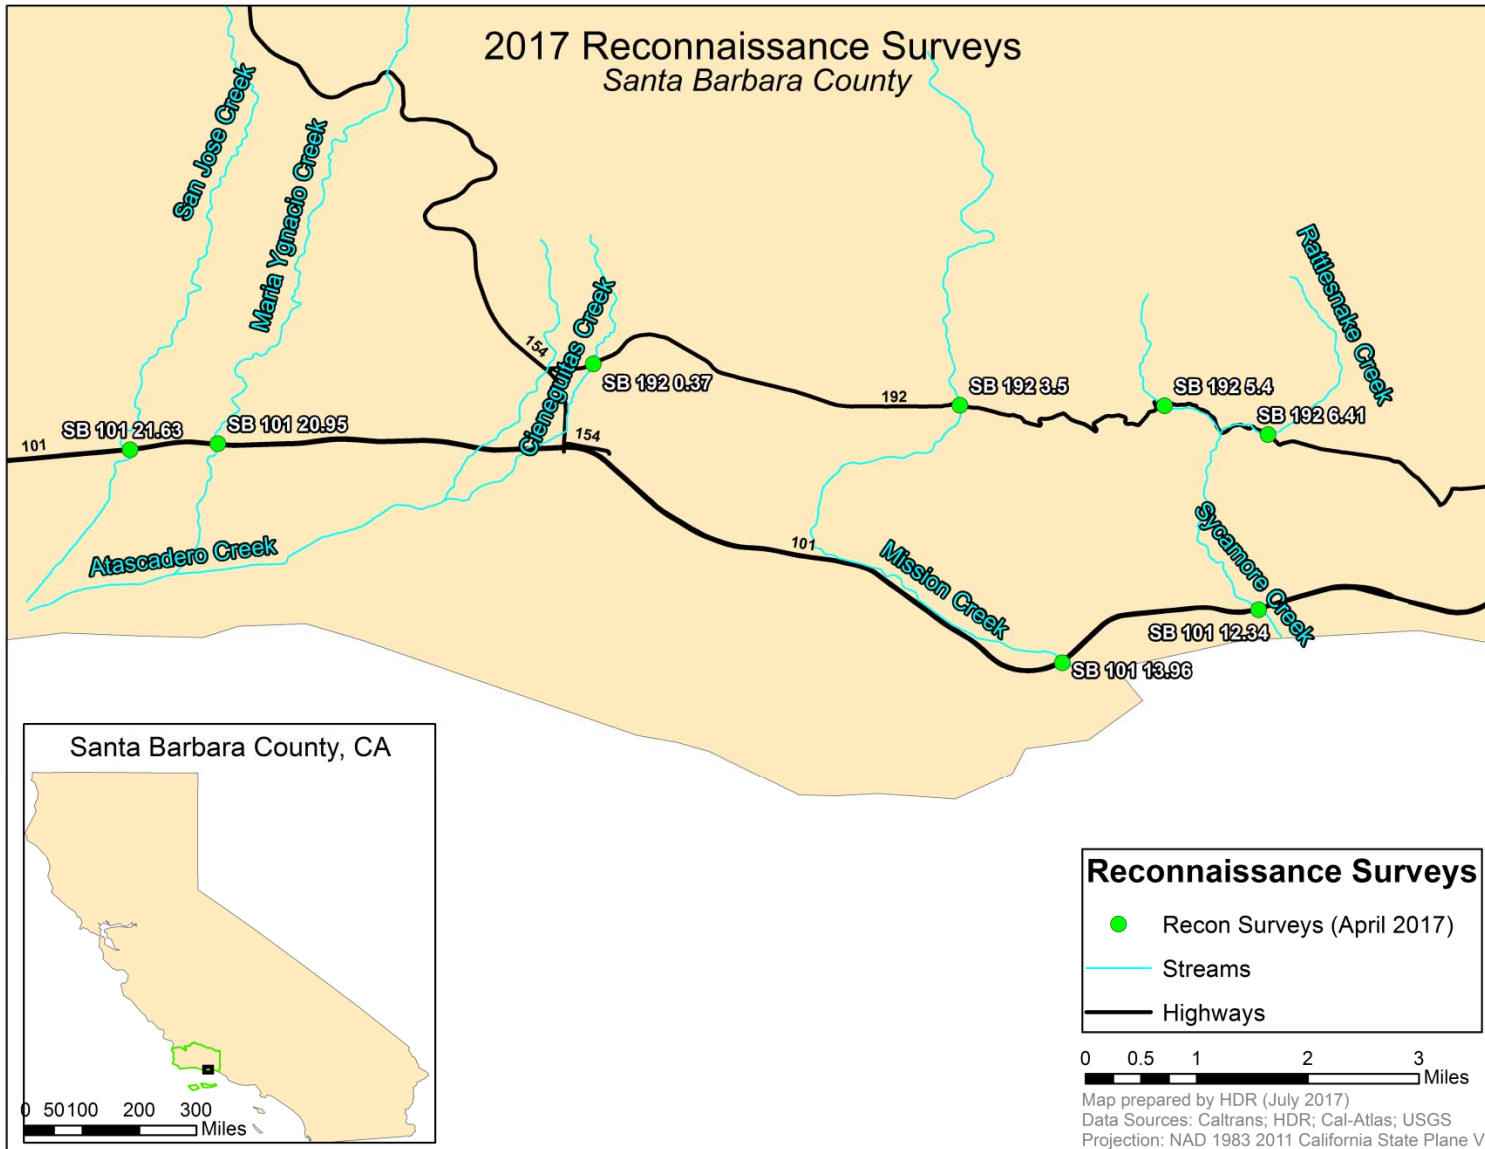 2017 Reconnaissance Surveys
Santa Barbara County
San Jose Creek
Maria Ygnacio Creek
Rattlesnake Creek
Cieneguitas Creek
154
SB 192 0.37
192
SB 192 3.5
SB 192 5.4
SB 192 6.41
101
SB 101 21.63
SB 101 20.95
154
Atascadero Creek
101
Mission Creek
Sycamore Creek
SB 101 12.34
SB 101 13.96
Santa Barbara County, CA
0 50 100 200 300
Miles
Reconnaissance Surveys
Recon Surveys (April 2017)
Streams
Highways
0 0.5 1 2 3
Miles
Map prepared by HDR (July 2017)
Data Sources: Caltrans; HDR; Cal-Atlas; USGS
Projection: NAD 1983 2011 California State Plane V